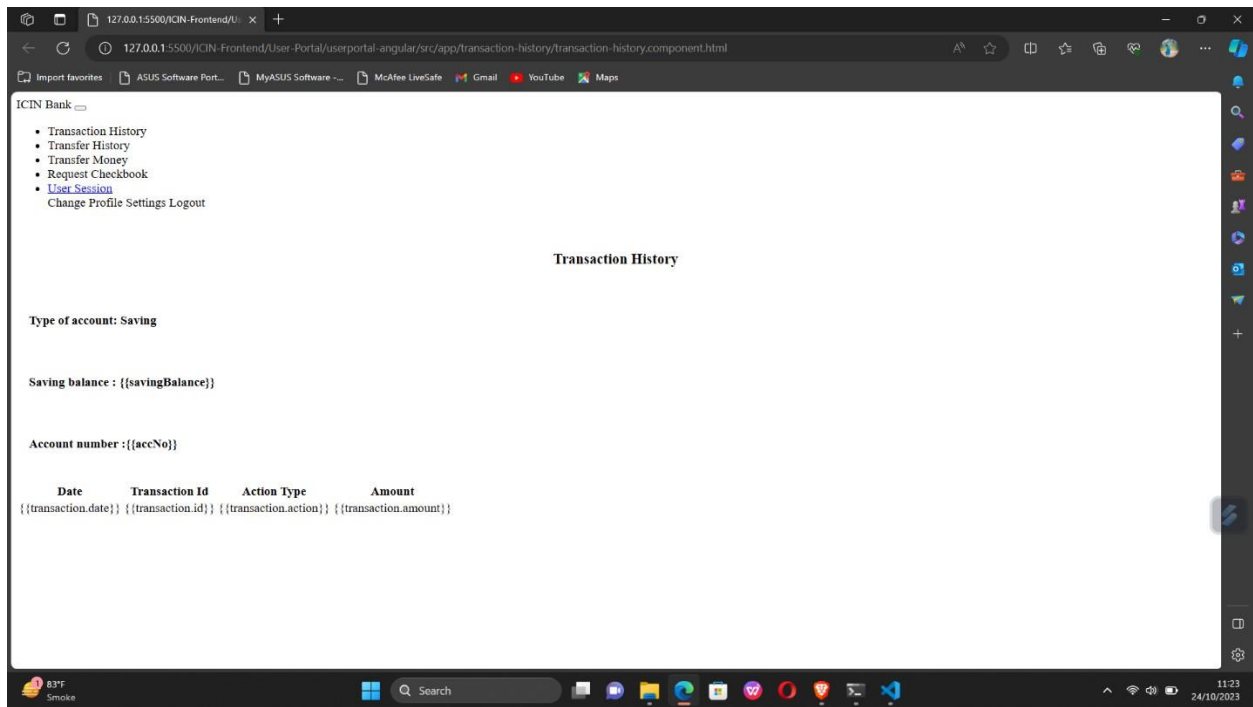 127.0.0.1:5500/ICIN-Frontend/U
127.0.0.1:5500/ICIN-Frontend/User-Portal/userportal-angular/src/app/transaction-history/transaction-history.component.html
Import favorites ASUS Software Port... MyASUS Software -... McAfee LiveSafe Gmail YouTube Maps
ICIN Bank
• Transaction History
• Transfer History
• Transfer Money
• Request Checkbook
• User Session
Change Profile Settings Logout
Transaction History
Type of account: Saving
Saving balance : {{savingBalance}}
Account number :{{accNo}}
Date Transaction Id Action Type Amount
{{transaction.date}} {{transaction.id}} {{transaction.action}} {{transaction.amount}}
1 83°F
Smoke
Search
11:23
24/10/2023